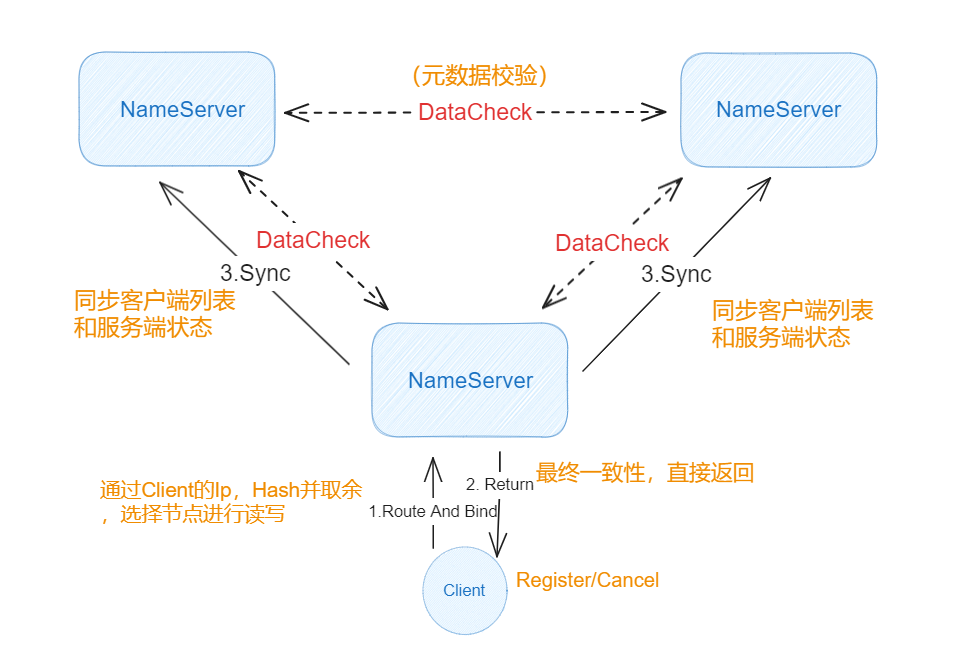 （元数据校验）
NameServer
DataCheck
NameServer
DataCheck
DataCheck
3.Sync
3.Sync
同步客户端列表
和服务端状态
同步客户端列表
和服务端状态
NameServer
通过Client的Ip，Hash并取余
，选择节点进行读写
1.Route And Bind
2. Return
最终一致性，直接返回
Client
Register/Cancel